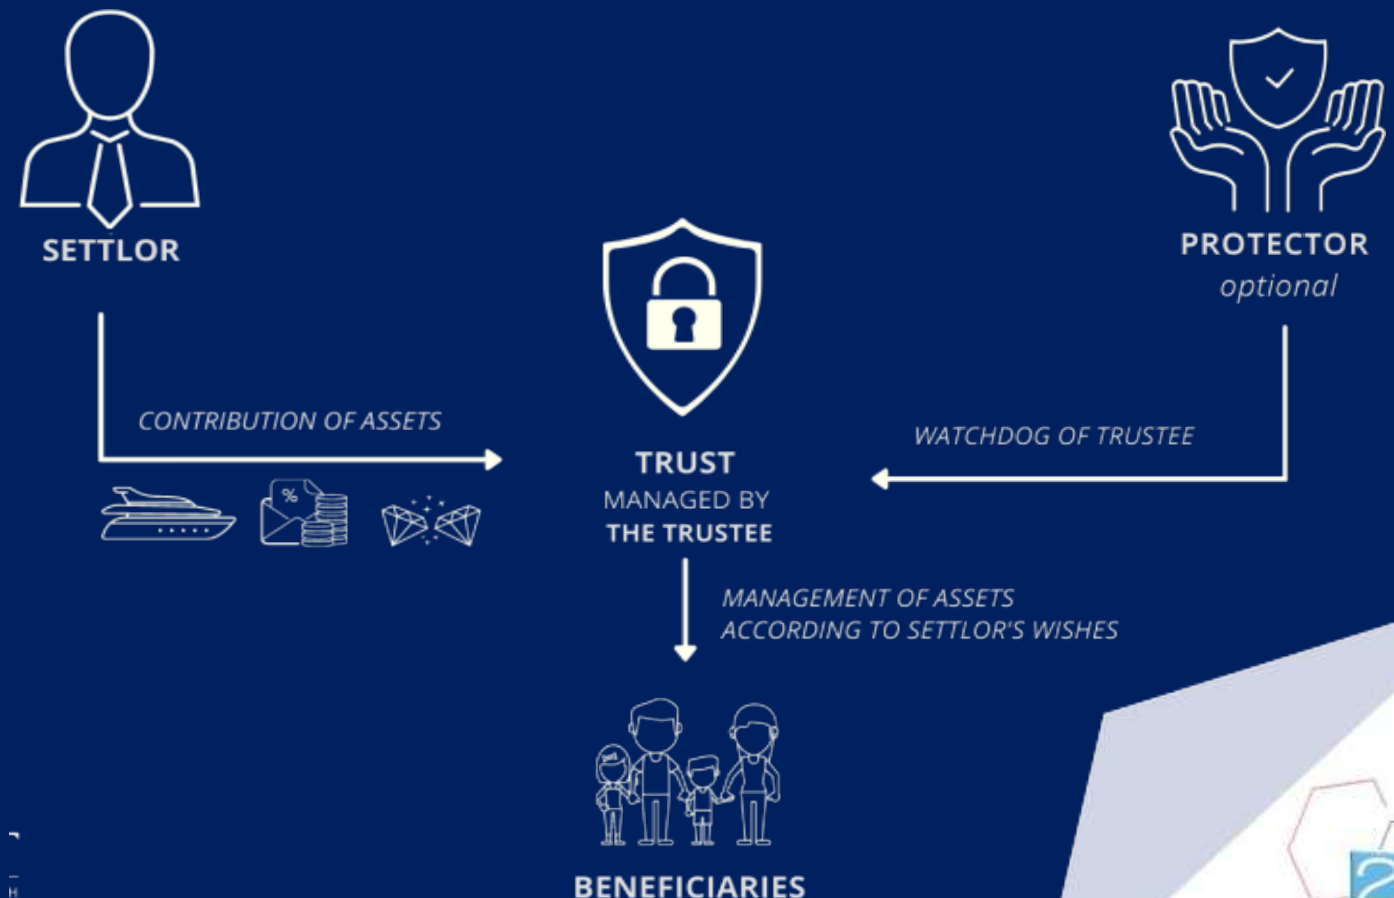 SETTLOR
PROTECTOR
optional
CONTRIBUTION OF ASSETS
%
WATCHDOG OF TRUSTEE
TRUST
MANAGED BY
THE TRUSTEE
MANAGEMENT OF ASSETS
ACCORDING TO SETTLOR'S WISHES
BENEFICIARIES